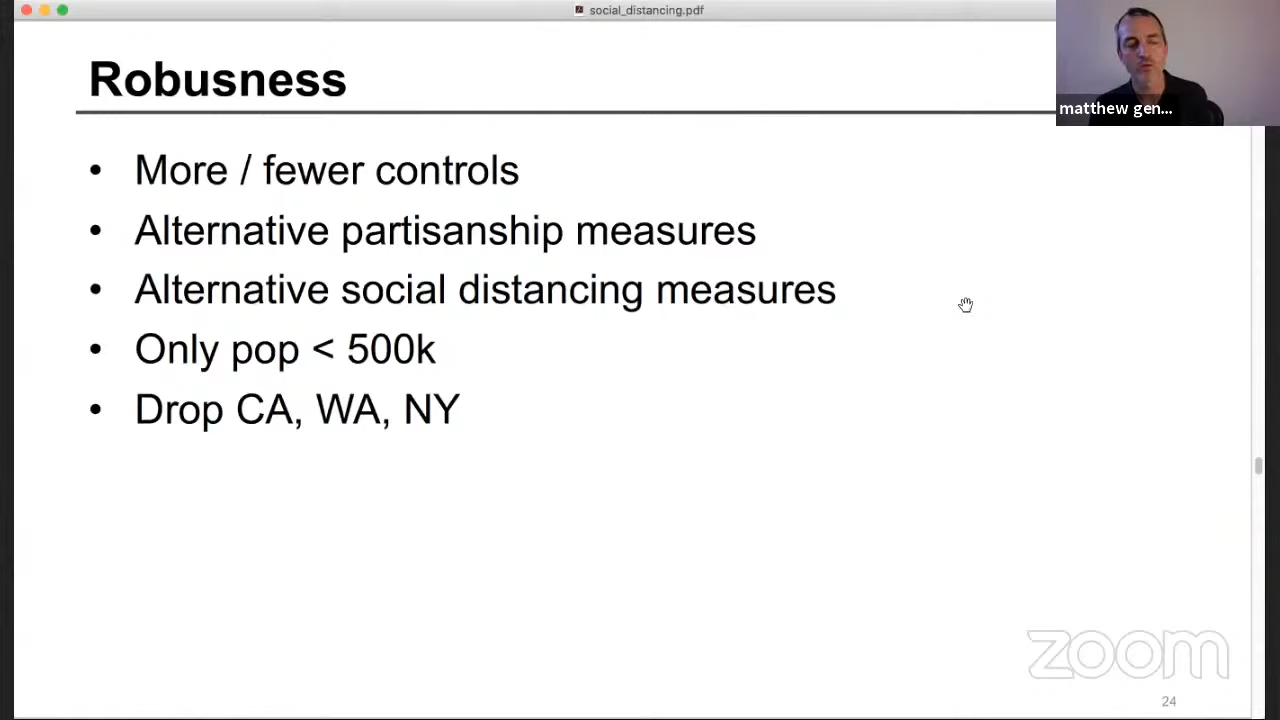 social_distancing.pdf
Robusness
matthew gen...
• More / fewer controls
• Alternative partisanship measures
• Alternative social distancing measures
• Only pop < 500k
• Drop CA, WA, NY
zoom
24